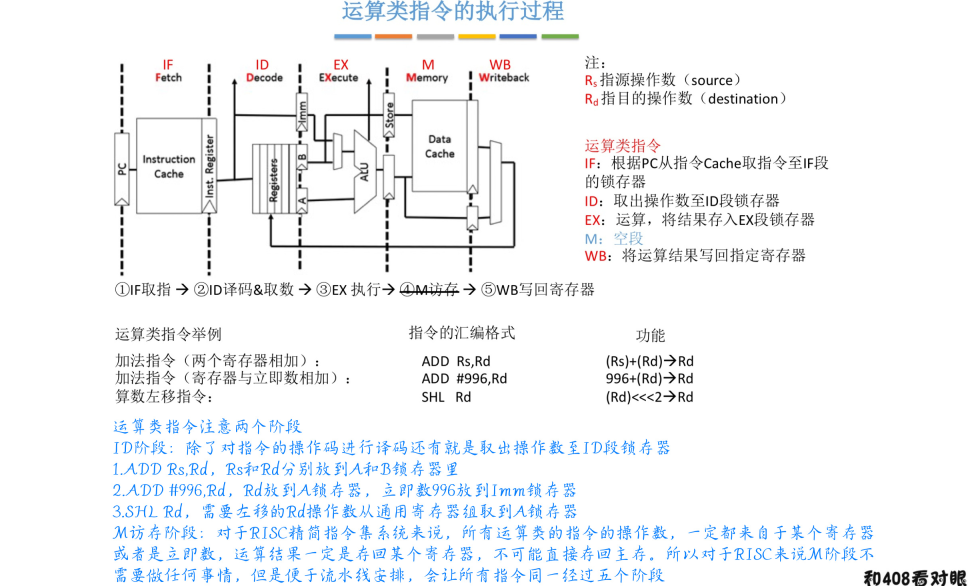 运算类指令的执行过程
IF
Fetch
ID
Decode
EX
EXecute
M
Memory
WB
Writeback
PC
Instruction
Cache
Inst. Register
Registers
Imm
B
A
ALU
Store
Data
Cache
注：
Rs指源操作数（source）
Rd指目的操作数（destination）
运算类指令
IF：根据PC从指令Cache取指令至IF段
的锁存器
ID：取出操作数至ID段锁存器
EX：运算，将结果存入EX段锁存器
M：空段
WB：将运算结果写回指定寄存器
①IF取指 → ②ID译码&取数 → ③EX 执行→ ④M访存 → ⑤WB写回寄存器
运算类指令举例 指令的汇编格式 功能
加法指令（两个寄存器相加）： ADD Rs,Rd (Rs)+(Rd)→Rd
加法指令（寄存器与立即数相加）： ADD #996,Rd 996+(Rd)→Rd
算数左移指令： SHL Rd (Rd)<<<2→Rd
运算类指令注意两个阶段
ID阶段：除了对指令的操作码进行译码还有就是取出操作数至ID段锁存器
1.ADD Rs,Rd，Rs和Rd分别放到A和B锁存器里
2.ADD #996,Rd，Rd放到A锁存器，立即数996放到Imm锁存器
3.SHL Rd，需要左移的Rd操作数从通用寄存器组取到A锁存器
M访存阶段：对于RISC精简指令集系统来说，所有运算类的指令的操作数，一定都来自于某个寄存器
或者是立即数，运算结果一定是存回某个寄存器，不可能直接存回主存。所以对于RISC来说M阶段不
需要做任何事情，但是便于流水线安排，会让所有指令同一经过五个阶段
和408看对眼